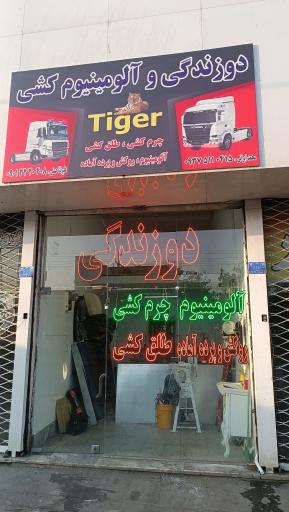 دوزندگی و آلومینیوم کشی
Tiger
چرم کشی ، طلق کشی
آلومینیوم، روکش و پرده آماده
دوزندگی
آلومینیوم چرم کشی
روکش و پرده آماده طلق کشی